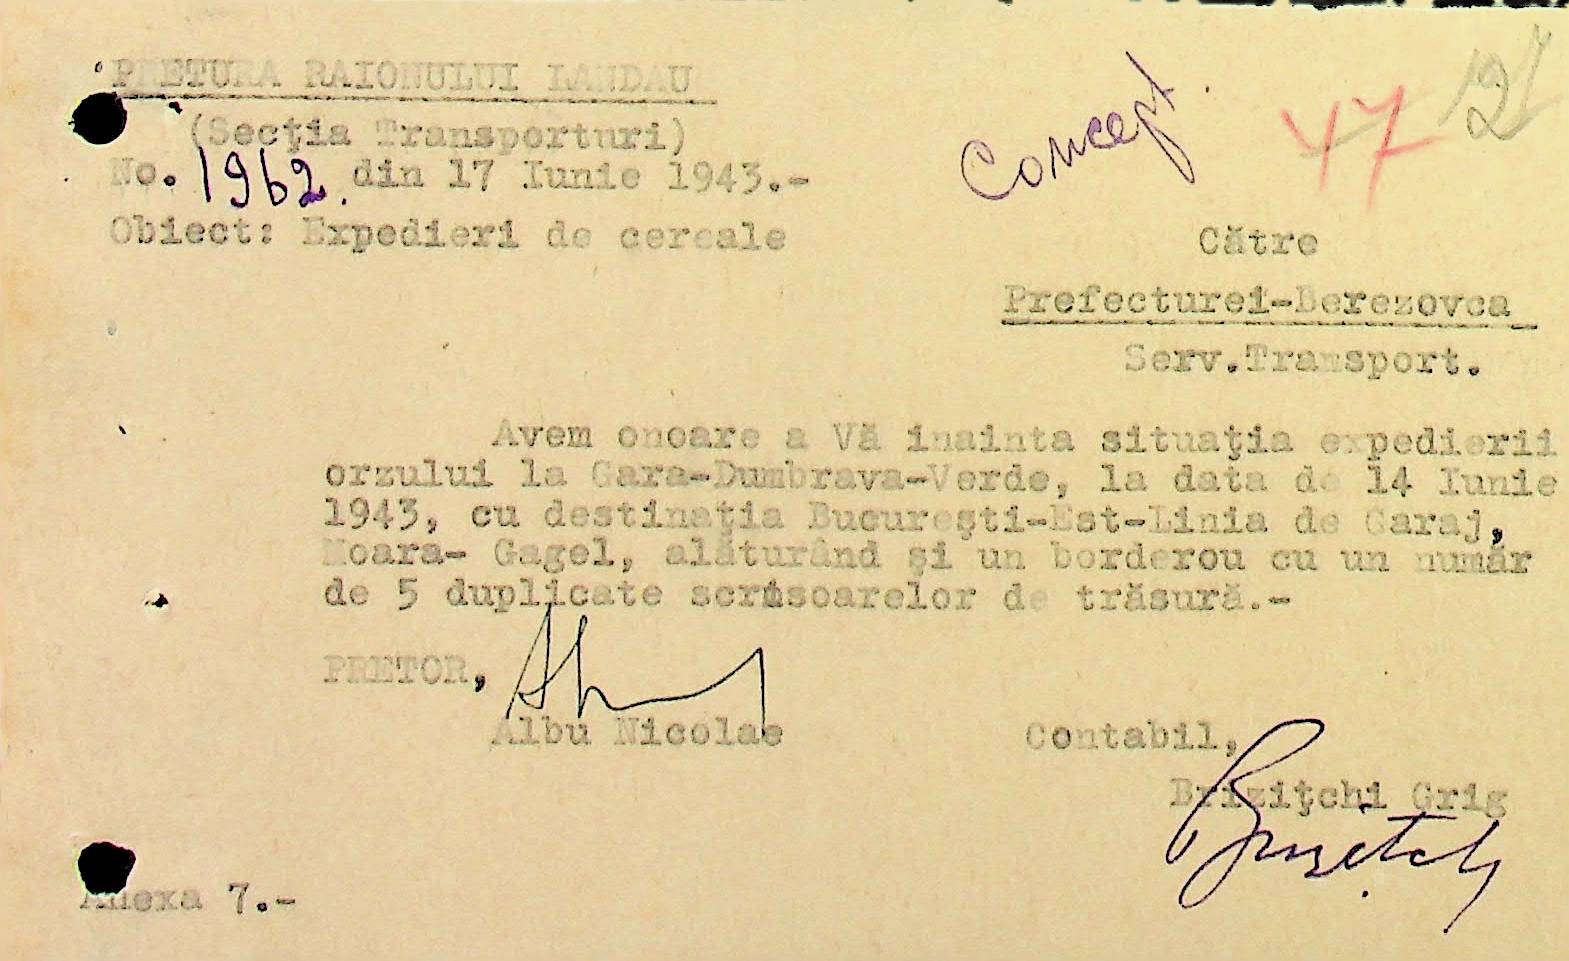 PRETURA RAIONULUI LANDAU
(Secţia Transporturi)
No. 1962. din 17 Iunie 1943.-
Obiect: Expedieri de cereale
Concept.
47
Către
Prefecturei-Berezovca
Serv.Transport.
Avem onoare a Vă inainta situaţia expedierii
orzului la Gara-Dumbrava-Verde, la data de 14 Iunie
1943, cu destinaţia Bucureşti-Est-Linia de Garaj,
Moara- Gagel, alăturând şi un borderou cu un număr
de 5 duplicate scrisoarelor de trăsură.-
PRETOR,
Albu Nicolae
Contabil,
Briziţchi Grig
Anexa 7.-